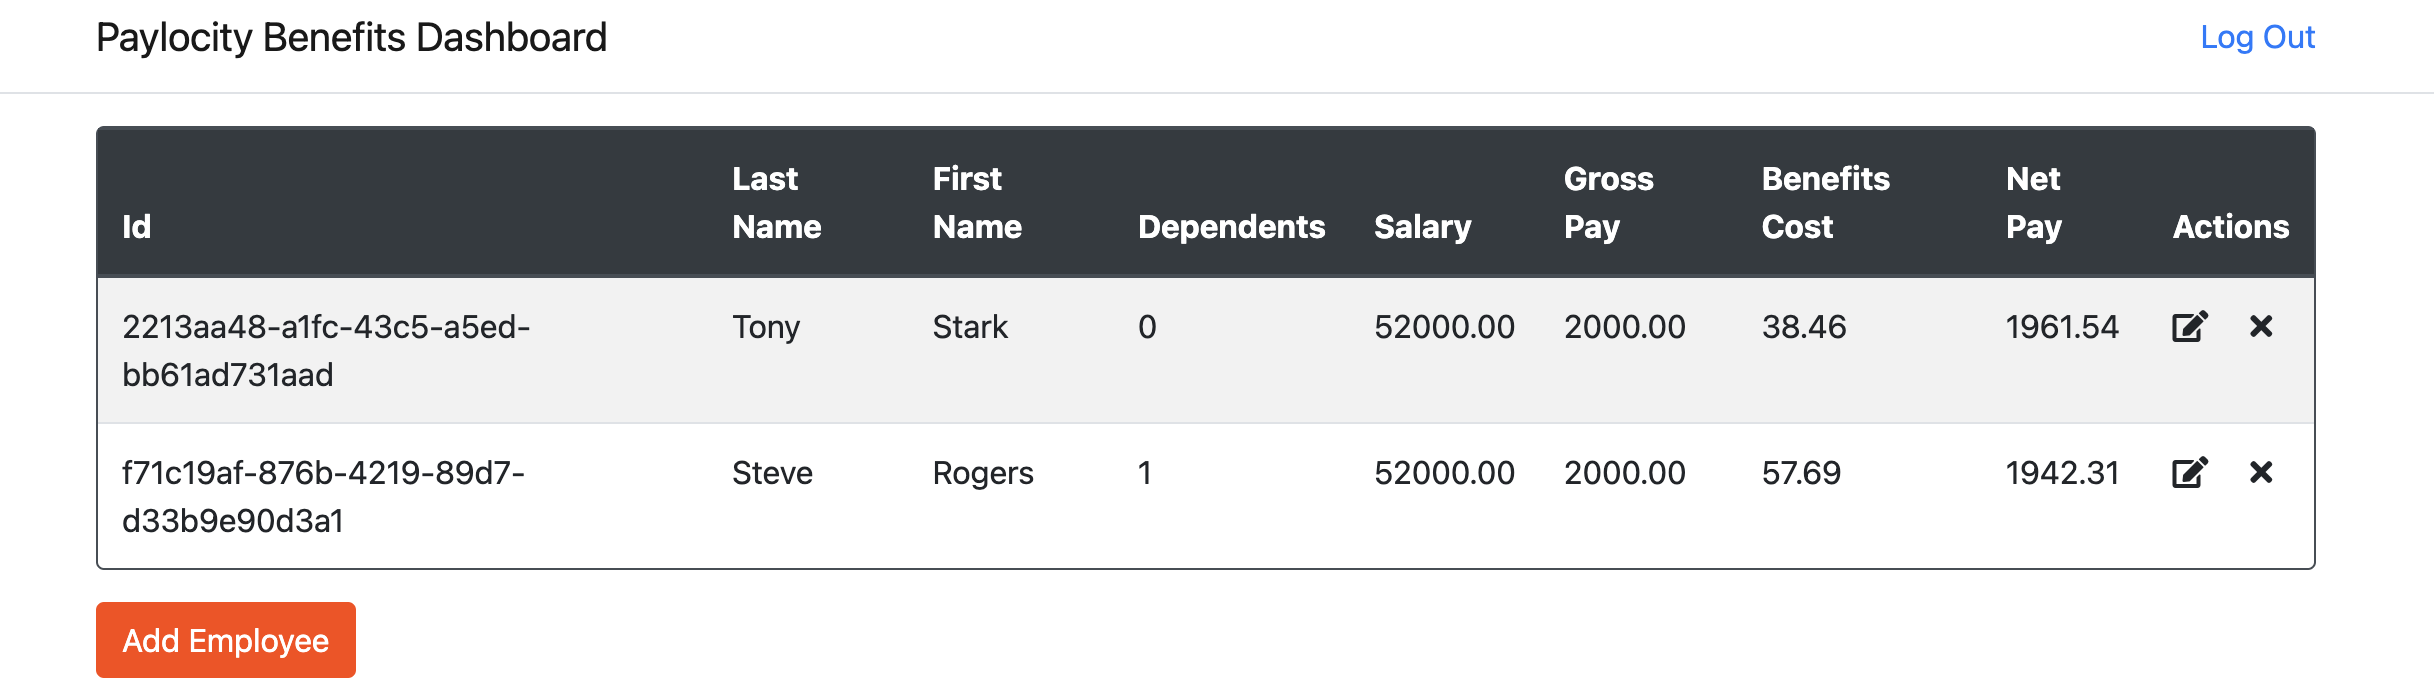 Paylocity Benefits Dashboard Log Out
Id Last Name First Name Dependents Salary Gross Pay Benefits Cost Net Pay Actions
2213aa48-a1fc-43c5-a5ed- Tony Stark 0 52000.00 2000.00 38.46 1961.54
bb61ad731aad
f71c19af-876b-4219-89d7- Steve Rogers 1 52000.00 2000.00 57.69 1942.31
d33b9e90d3a1
Add Employee